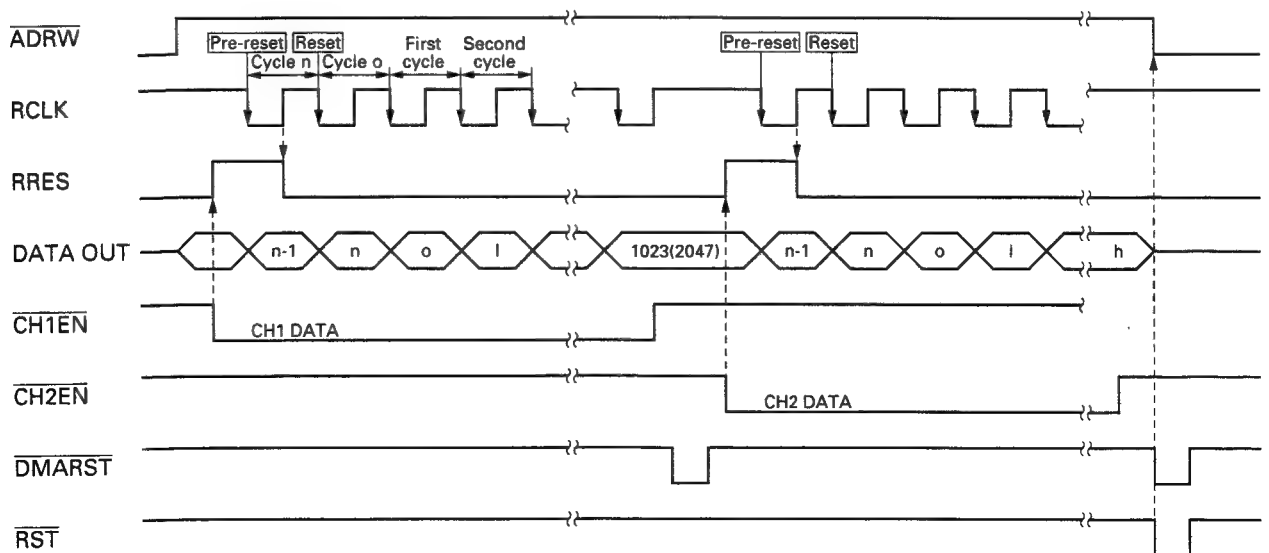 ADRW
Pre-reset Reset First cycle Second cycle Pre-reset Reset
Cycle n Cycle o
RCLK
RRES
DATA OUT n-1 n o l 1023(2047) n-1 n o l h
CH1EN CH1 DATA
CH2EN CH2 DATA
DMARST
RST